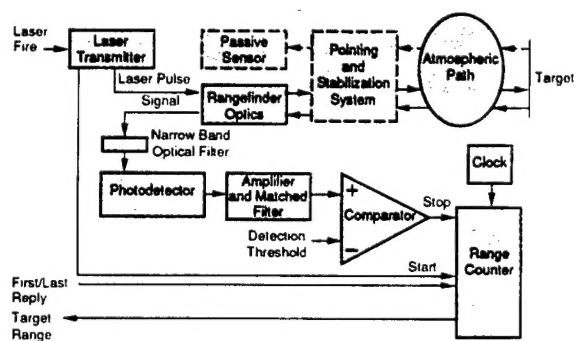 Laser
Fire
Laser
Transmitter
Passive
Sensor
Pointing
and
Stabilization
System
Atmospheric
Path
Target
Laser Pulse
Signal
Rangefinder
Optics
Narrow Band
Optical Filter
Photodetector
Amplifier
and Matched
Filter
+
Comparator
−
Detection
Threshold
Stop
Clock
Range
Counter
Start
First/Last
Reply
Target
Range